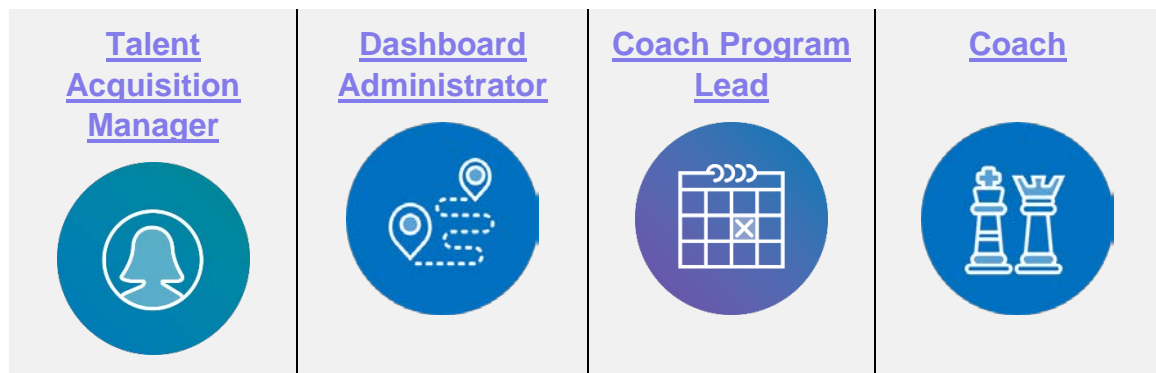 Talent
Acquisition
Manager
Dashboard
Administrator
Coach Program
Lead
Coach